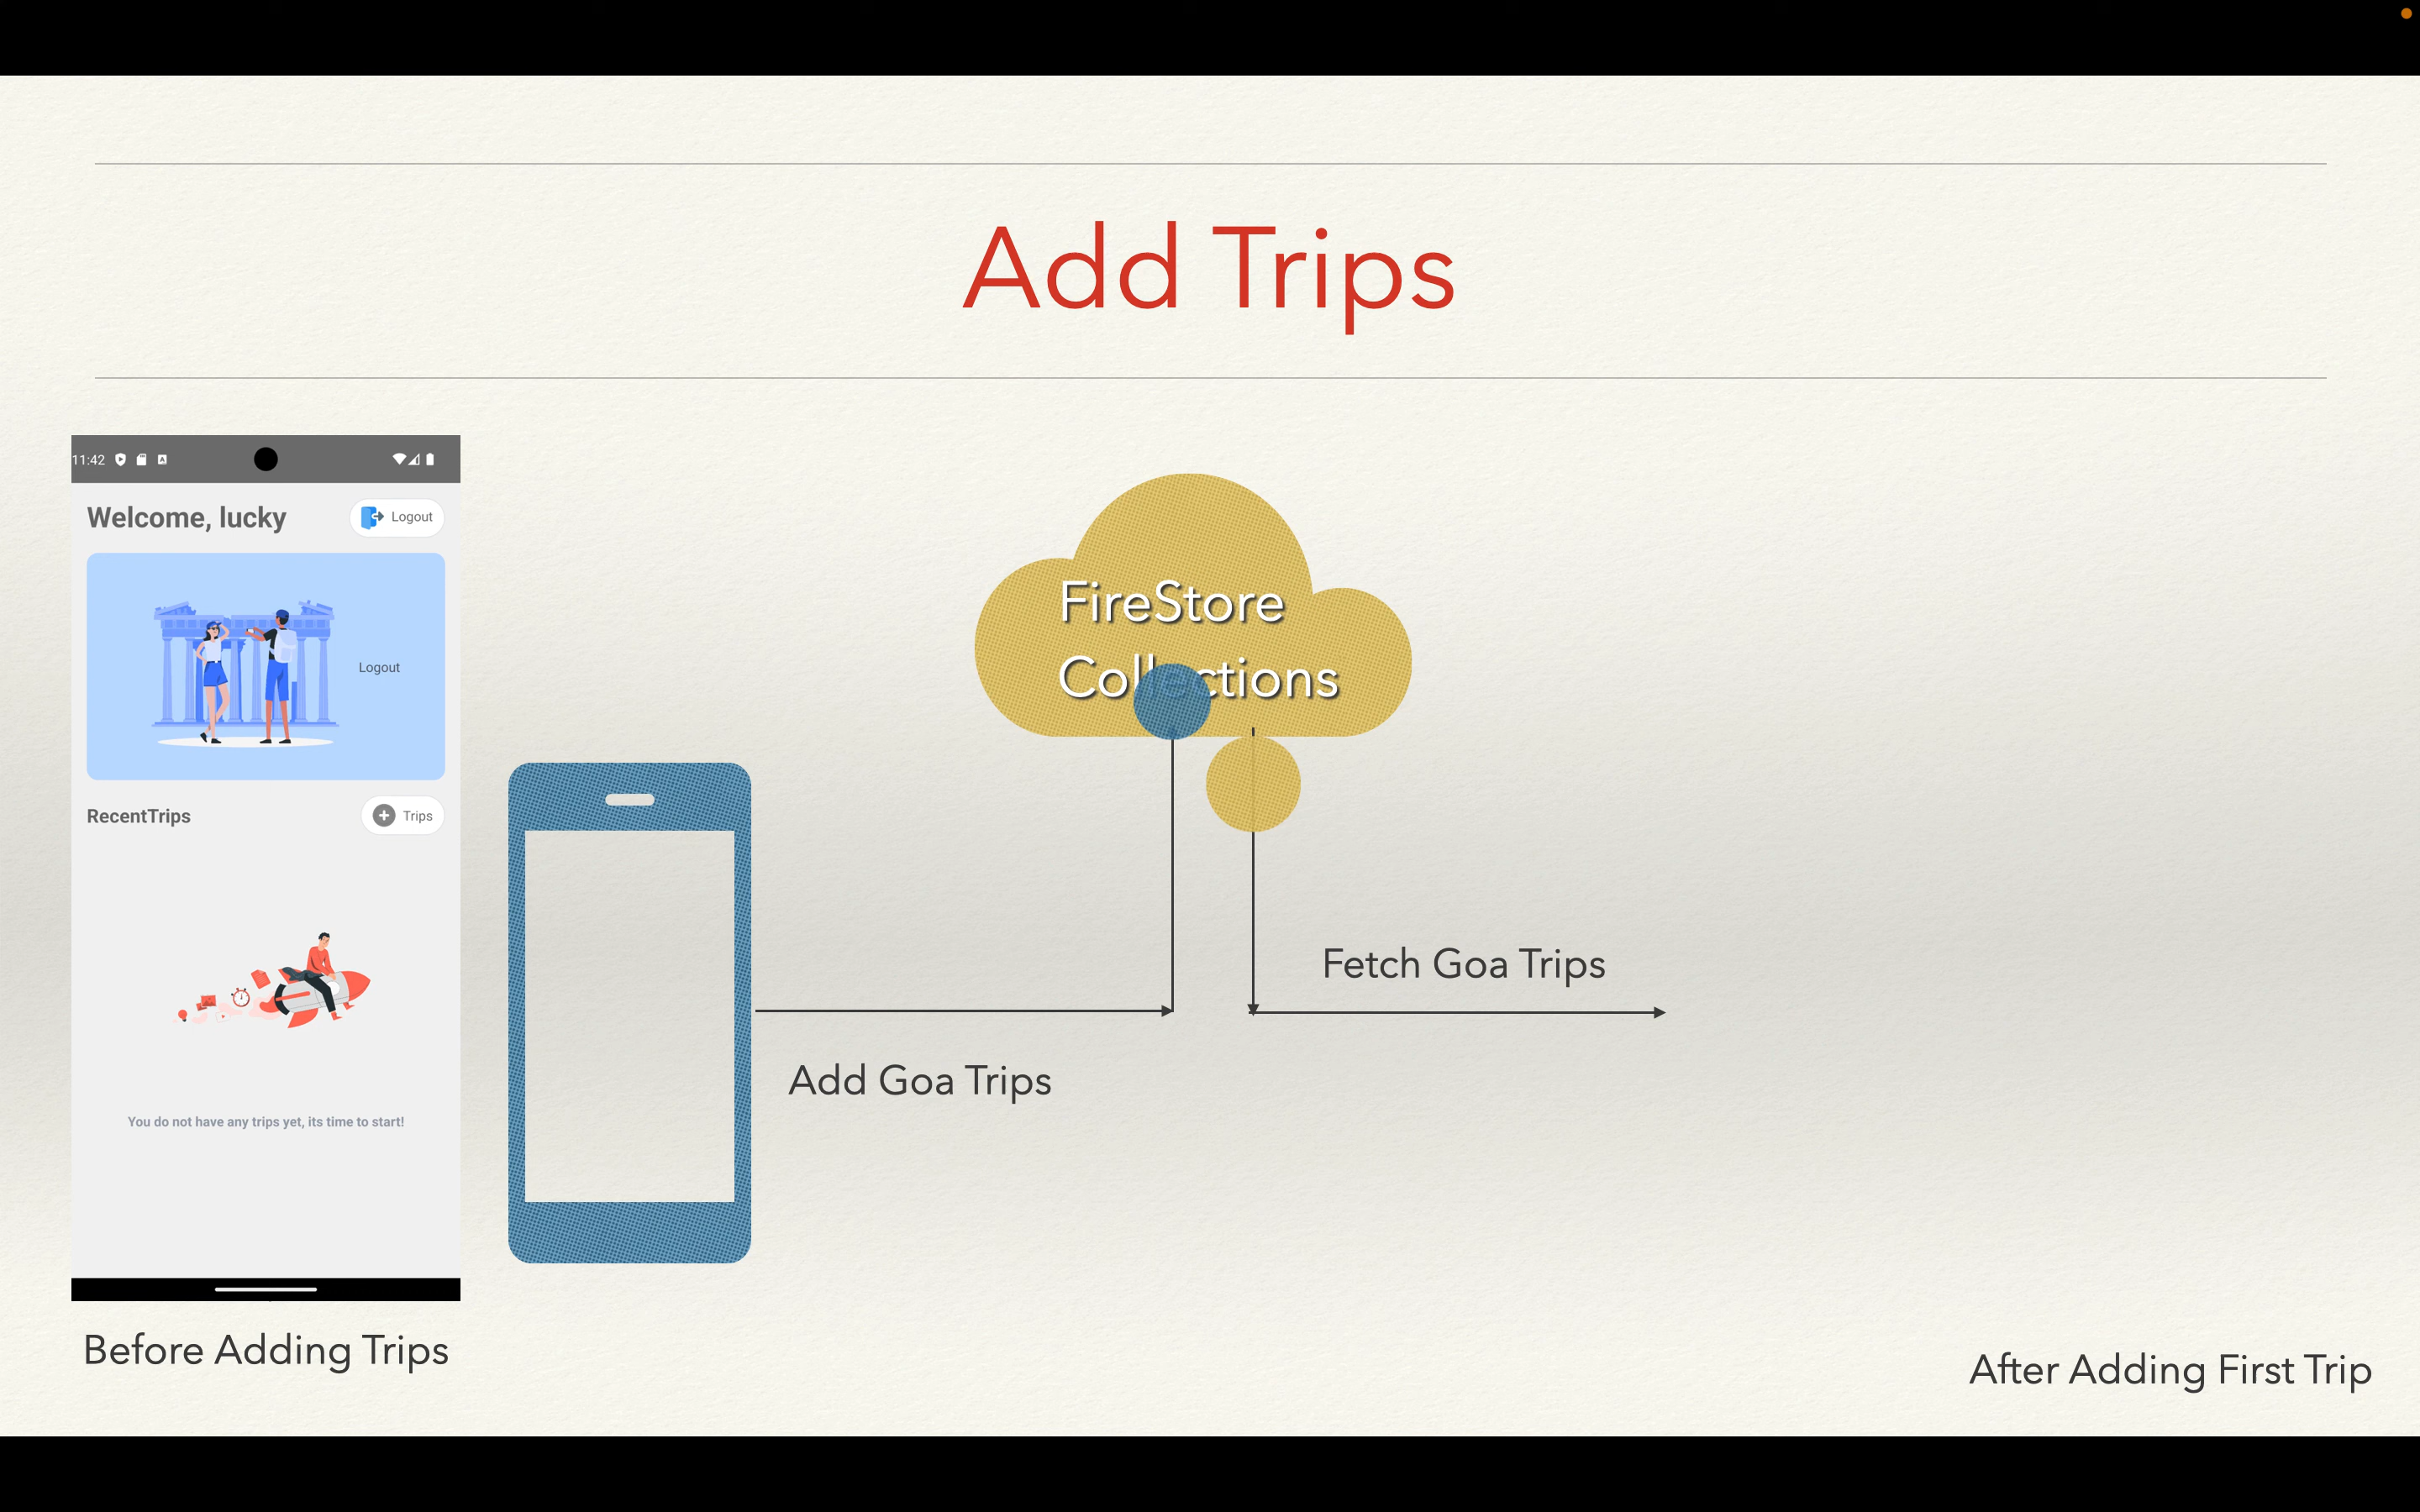 Add Trips
11:42
Welcome, lucky
Logout
Logout
RecentTrips
Trips
You do not have any trips yet, its time to start!
Before Adding Trips
FireStore
Collections
Add Goa Trips
Fetch Goa Trips
After Adding First Trip